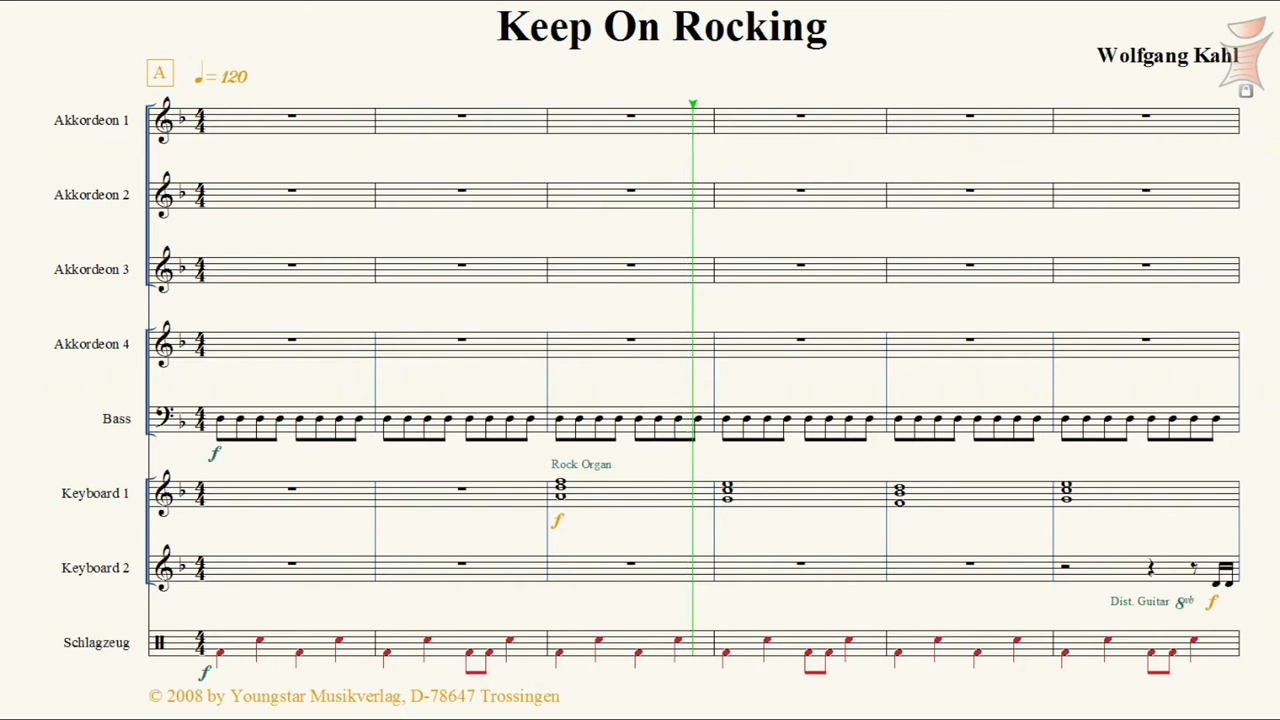 Keep On Rocking
Wolfgang Kahl
A ♩= 120
Akkordeon 1
Akkordeon 2
Akkordeon 3
Akkordeon 4
Bass
f
Rock Organ
Keyboard 1
f
Keyboard 2
Dist. Guitar 8vb f
Schlagzeug
f
© 2008 by Youngstar Musikverlag, D-78647 Trossingen